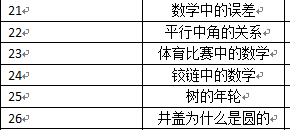 21 数学中的误差
22 平行中角的关系
23 体育比赛中的数学
24 铰链中的数学
25 树的年轮
26 井盖为什么是圆的